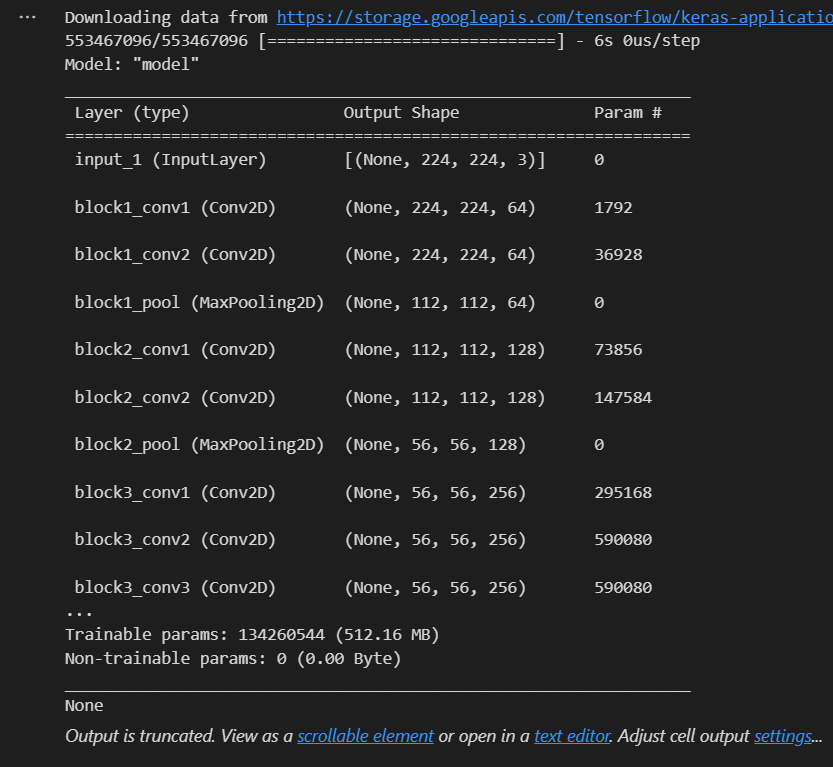 ...
Downloading data from https://storage.googleapis.com/tensorflow/keras-applicatio
553467096/553467096 [==============================] - 6s 0us/step
Model: "model"
_________________________________________________________________
Layer (type) Output Shape Param #
=================================================================
input_1 (InputLayer) [(None, 224, 224, 3)] 0
block1_conv1 (Conv2D) (None, 224, 224, 64) 1792
block1_conv2 (Conv2D) (None, 224, 224, 64) 36928
block1_pool (MaxPooling2D) (None, 112, 112, 64) 0
block2_conv1 (Conv2D) (None, 112, 112, 128) 73856
block2_conv2 (Conv2D) (None, 112, 112, 128) 147584
block2_pool (MaxPooling2D) (None, 56, 56, 128) 0
block3_conv1 (Conv2D) (None, 56, 56, 256) 295168
block3_conv2 (Conv2D) (None, 56, 56, 256) 590080
block3_conv3 (Conv2D) (None, 56, 56, 256) 590080
...
Trainable params: 134260544 (512.16 MB)
Non-trainable params: 0 (0.00 Byte)
_________________________________________________________________
None
Output is truncated. View as a scrollable element or open in a text editor. Adjust cell output settings...